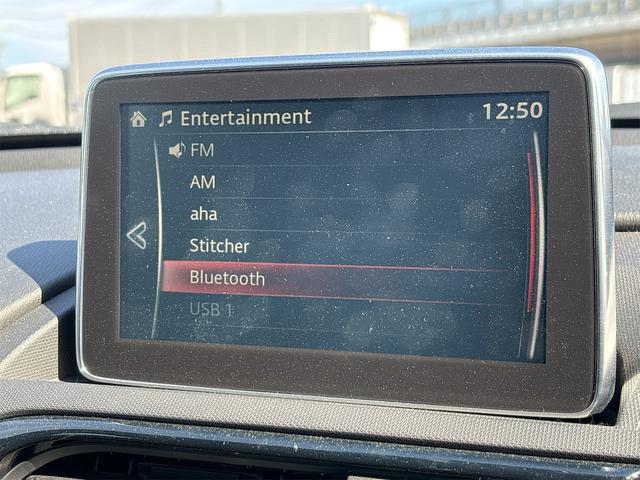 Entertainment 12:50
FM
AM
aha
Stitcher
Bluetooth
USB 1